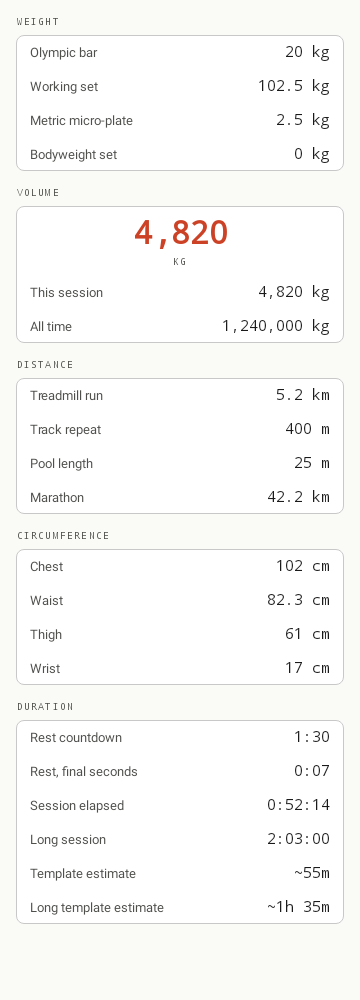 WEIGHT
Olympic bar 20 kg
Working set 102.5 kg
Metric micro-plate 2.5 kg
Bodyweight set 0 kg
VOLUME
4,820
KG
This session 4,820 kg
All time 1,240,000 kg
DISTANCE
Treadmill run 5.2 km
Track repeat 400 m
Pool length 25 m
Marathon 42.2 km
CIRCUMFERENCE
Chest 102 cm
Waist 82.3 cm
Thigh 61 cm
Wrist 17 cm
DURATION
Rest countdown 1:30
Rest, final seconds 0:07
Session elapsed 0:52:14
Long session 2:03:00
Template estimate ~55m
Long template estimate ~1h 35m